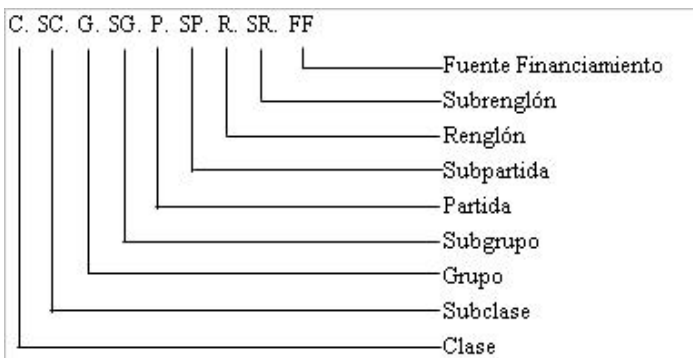 C. SC. G. SG. P. SP. R. SR. FF
Fuente Financiamiento
Subrenglón
Renglón
Subpartida
Partida
Subgrupo
Grupo
Subclase
Clase